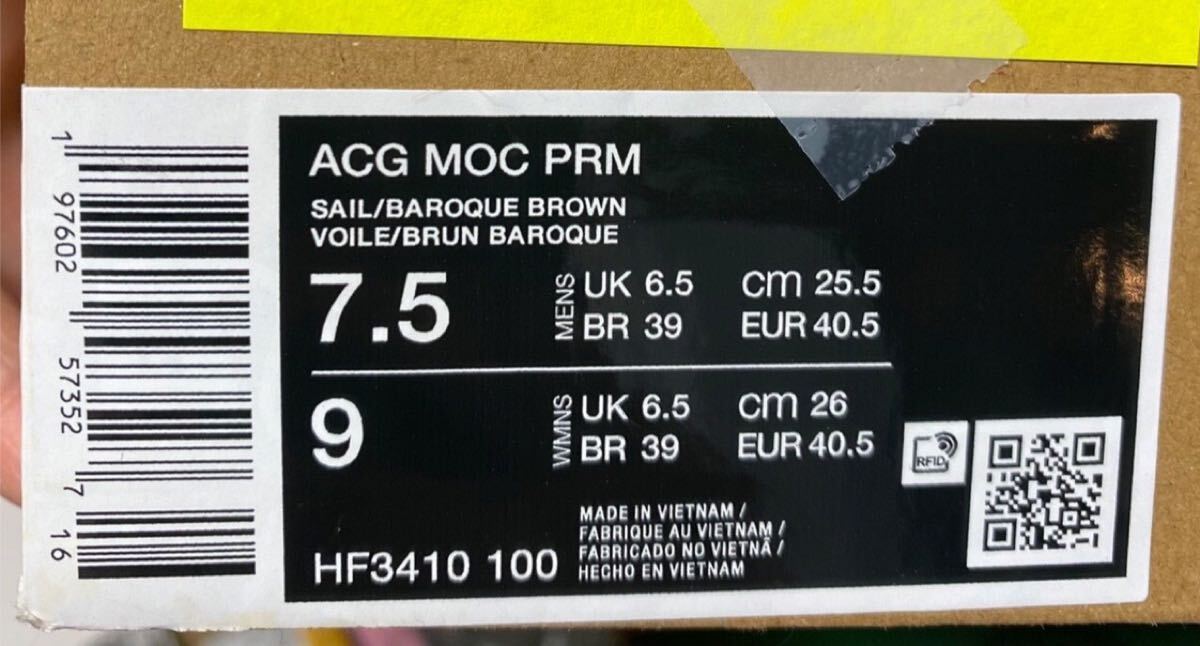 ACG MOC PRM
SAIL/BAROQUE BROWN
VOILE/BRUN BAROQUE
7.5
MENS
UK 6.5 CM 25.5
BR 39 EUR 40.5
9
WMNS
UK 6.5 CM 26
BR 39 EUR 40.5
RFID
HF3410 100
MADE IN VIETNAM /
FABRIQUE AU VIETNAM /
FABRICADO NO VIETNÃ /
HECHO EN VIETNAM
1 97602 57352 7 16